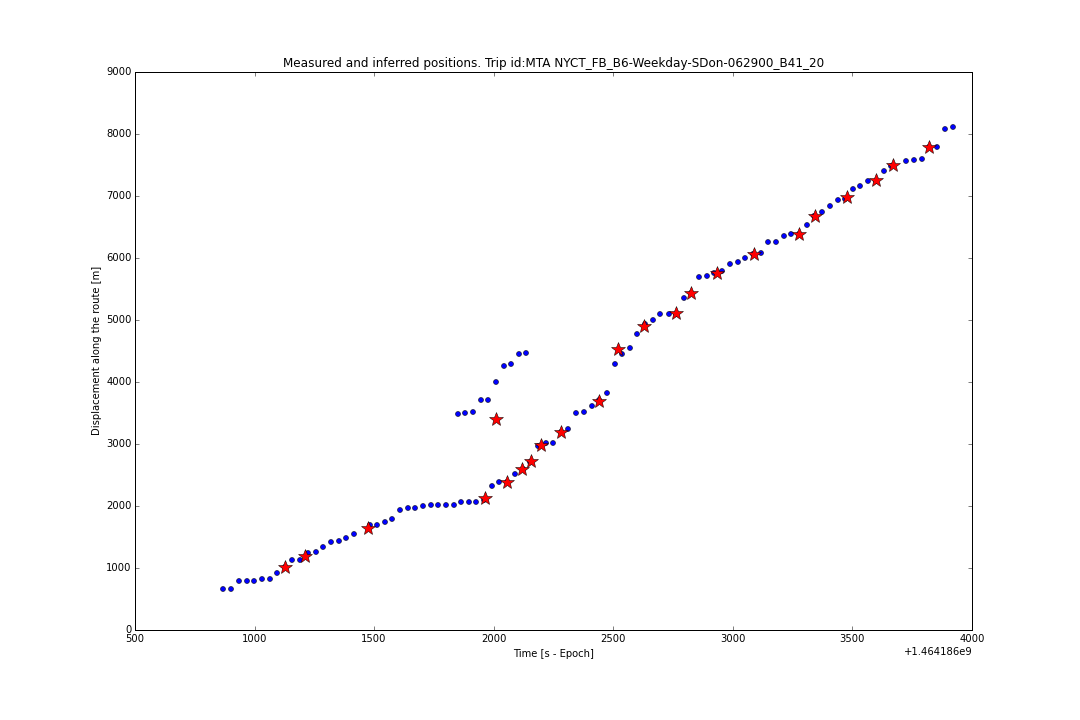 Measured and inferred positions. Trip id:MTA NYCT_FB_B6-Weekday-SDon-062900_B41_20
9000
8000
7000
6000
5000
4000
3000
2000
1000
0
Displacement along the route [m]
500 1000 1500 2000 2500 3000 3500 4000
Time [s - Epoch]
+1.464186e9